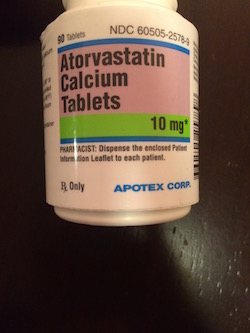 90 Tablets NDC 60505-2578-9
Atorvastatin
Calcium
Tablets
10 mg*
PHARMACIST: Dispense the enclosed Patient
Information Leaflet to each patient.
Rx Only APOTEX CORP.